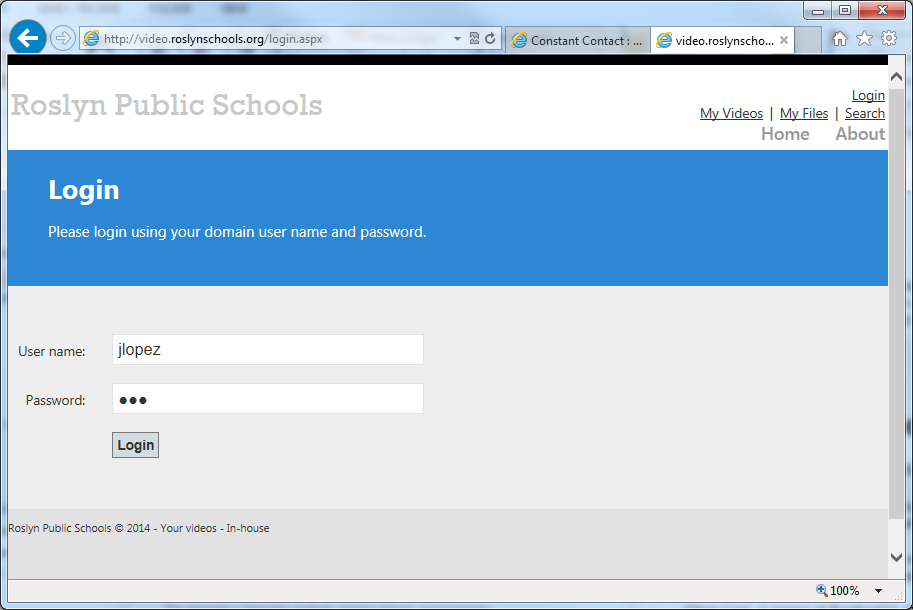 http://video.roslynschools.org/login.aspx
Constant Contact : ...
video.roslynscho...
Roslyn Public Schools
Login
My Videos | My Files | Search
Home About
Login
Please login using your domain user name and password.
User name: jlopez
Password: ●●●
Login
Roslyn Public Schools © 2014 - Your videos - In-house
100%